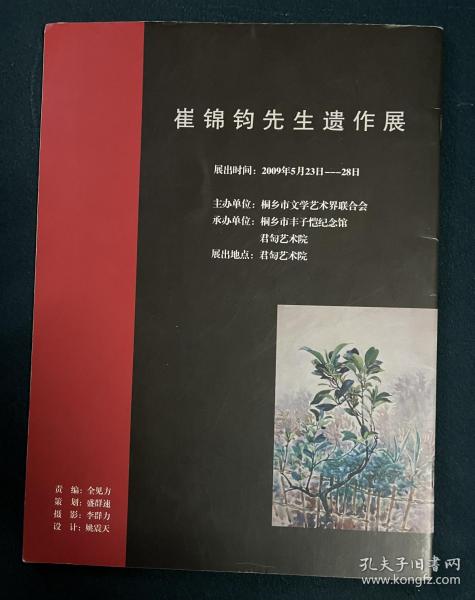 崔锦钧先生遗作展
展出时间：2009年5月23日---28日
主办单位：桐乡市文学艺术界联合会
承办单位：桐乡市丰子恺纪念馆
君匋艺术院
展出地点：君匋艺术院
责　编：全见力
策　划：盛群速
摄　影：李群力
设　计：姚震天
孔夫子旧书网
www.kongfz.com